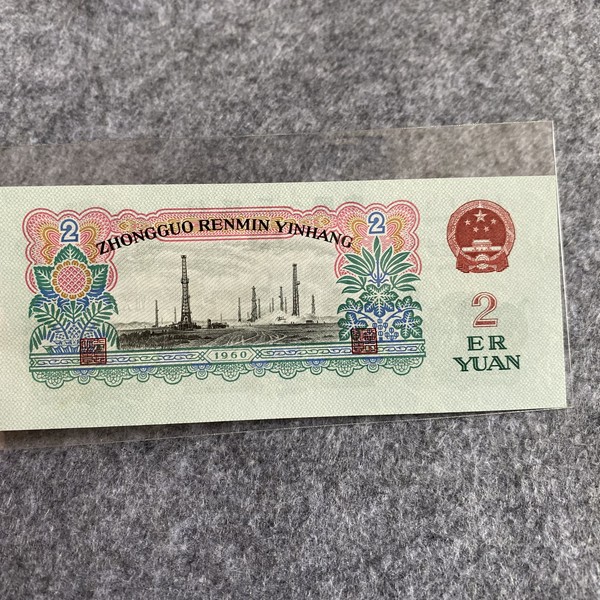 2
2
ZHONGGUO RENMIN YINHANG
1960
2
ER
YUAN